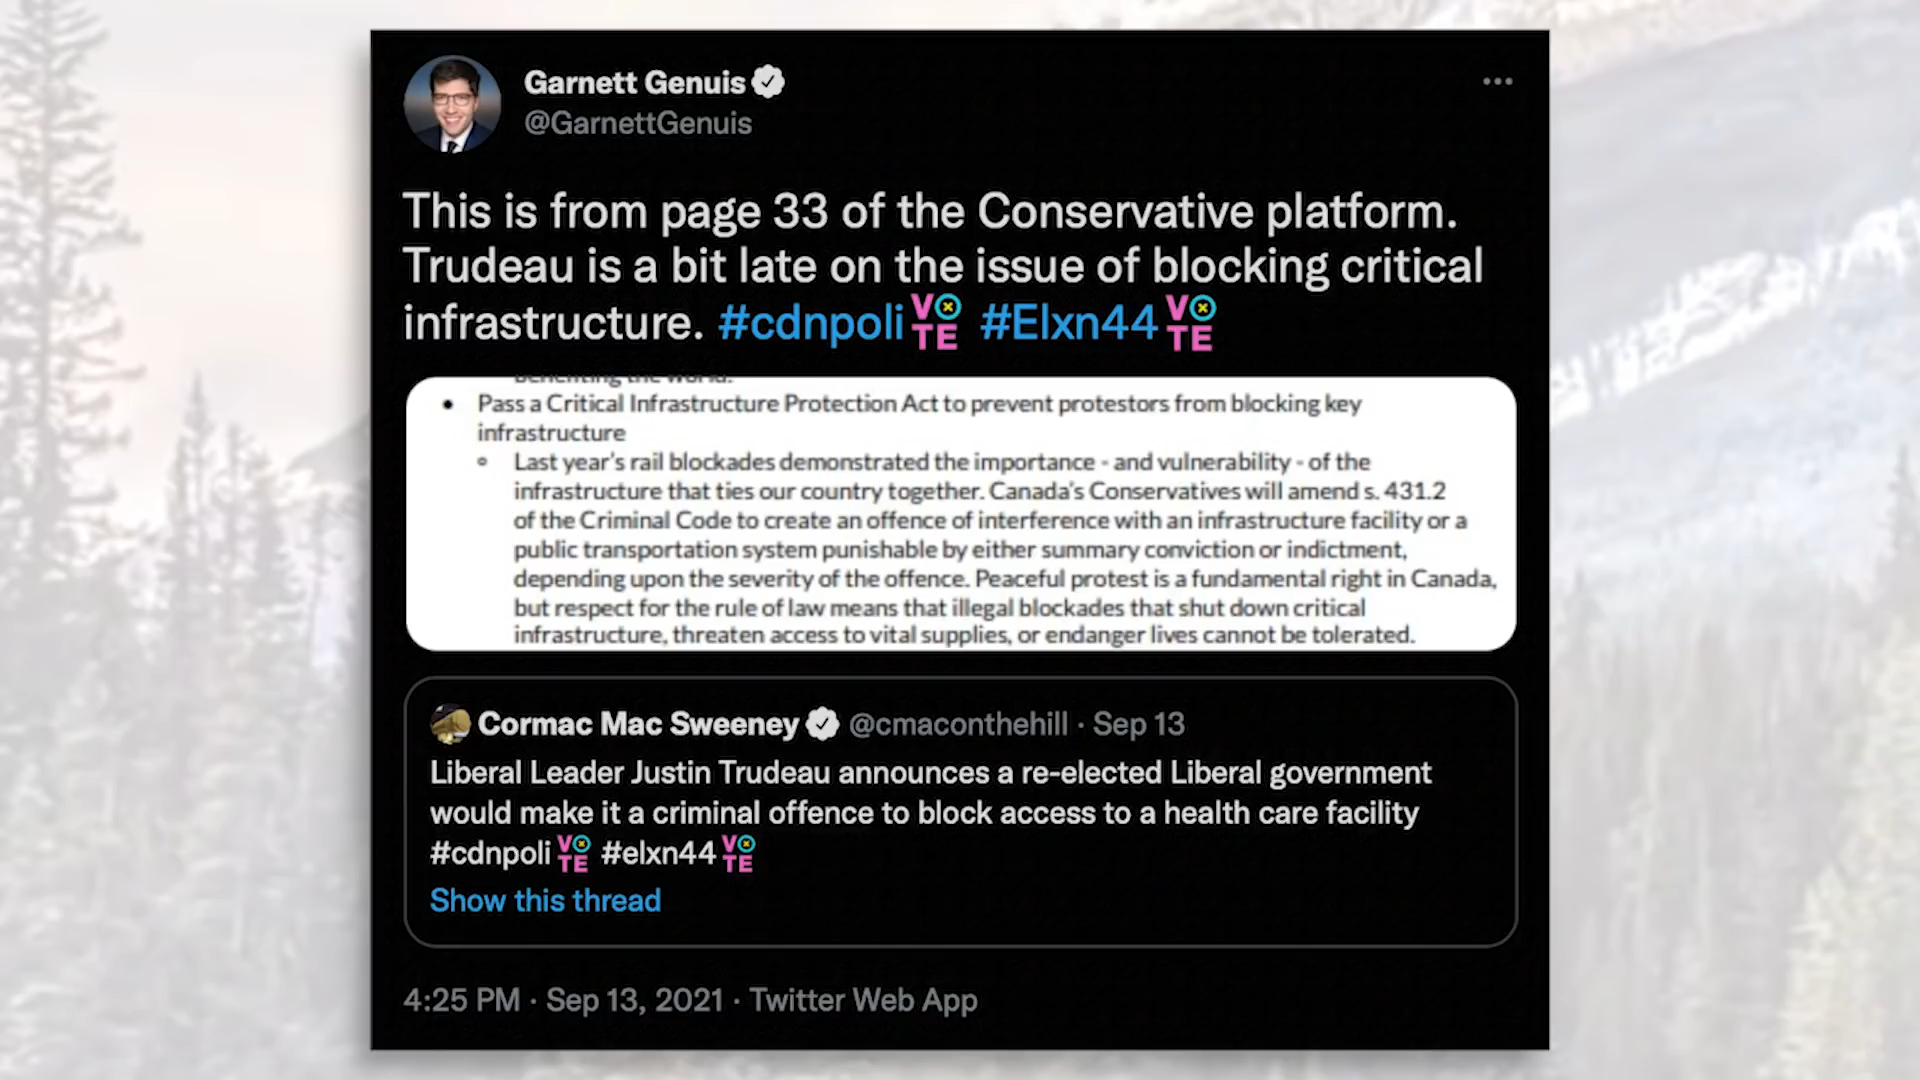 Garnett Genuis
@GarnettGenuis
This is from page 33 of the Conservative platform.
Trudeau is a bit late on the issue of blocking critical
infrastructure. #cdnpoli VOTE #Elxn44 VOTE
benefiting the world.
• Pass a Critical Infrastructure Protection Act to prevent protestors from blocking key
infrastructure
◦ Last year's rail blockades demonstrated the importance - and vulnerability - of the
infrastructure that ties our country together. Canada's Conservatives will amend s. 431.2
of the Criminal Code to create an offence of interference with an infrastructure facility or a
public transportation system punishable by either summary conviction or indictment,
depending upon the severity of the offence. Peaceful protest is a fundamental right in Canada,
but respect for the rule of law means that illegal blockades that shut down critical
infrastructure, threaten access to vital supplies, or endanger lives cannot be tolerated.
Cormac Mac Sweeney @cmaconthehill · Sep 13
Liberal Leader Justin Trudeau announces a re-elected Liberal government
would make it a criminal offence to block access to a health care facility
#cdnpoli VOTE #elxn44 VOTE
Show this thread
4:25 PM · Sep 13, 2021 · Twitter Web App